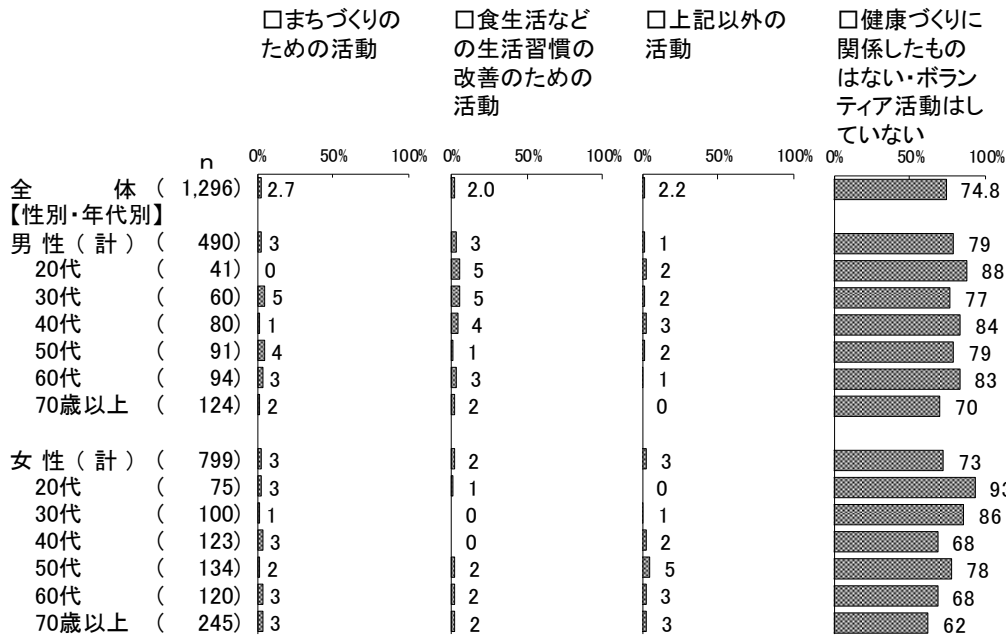 □まちづくりの
ための活動
□食生活など
の生活習慣の
改善のための
活動
□上記以外の
活動
□健康づくりに
関係したもの
はない・ボラン
ティア活動はし
ていない
n 0% 50% 100% 0% 50% 100% 0% 50% 100% 0% 50% 100%
全体 ( 1,296) 2.7 2.0 2.2 74.8
【性別・年代別】
男性(計) ( 490) 3 3 1 79
20代 ( 41) 0 5 2 88
30代 ( 60) 5 5 2 77
40代 ( 80) 1 4 3 84
50代 ( 91) 4 1 2 79
60代 ( 94) 3 3 1 83
70歳以上 ( 124) 2 2 0 70
女性(計) ( 799) 3 2 3 73
20代 ( 75) 3 1 0 93
30代 ( 100) 1 0 1 86
40代 ( 123) 3 0 2 68
50代 ( 134) 2 2 5 78
60代 ( 120) 3 2 3 68
70歳以上 ( 245) 3 2 3 62